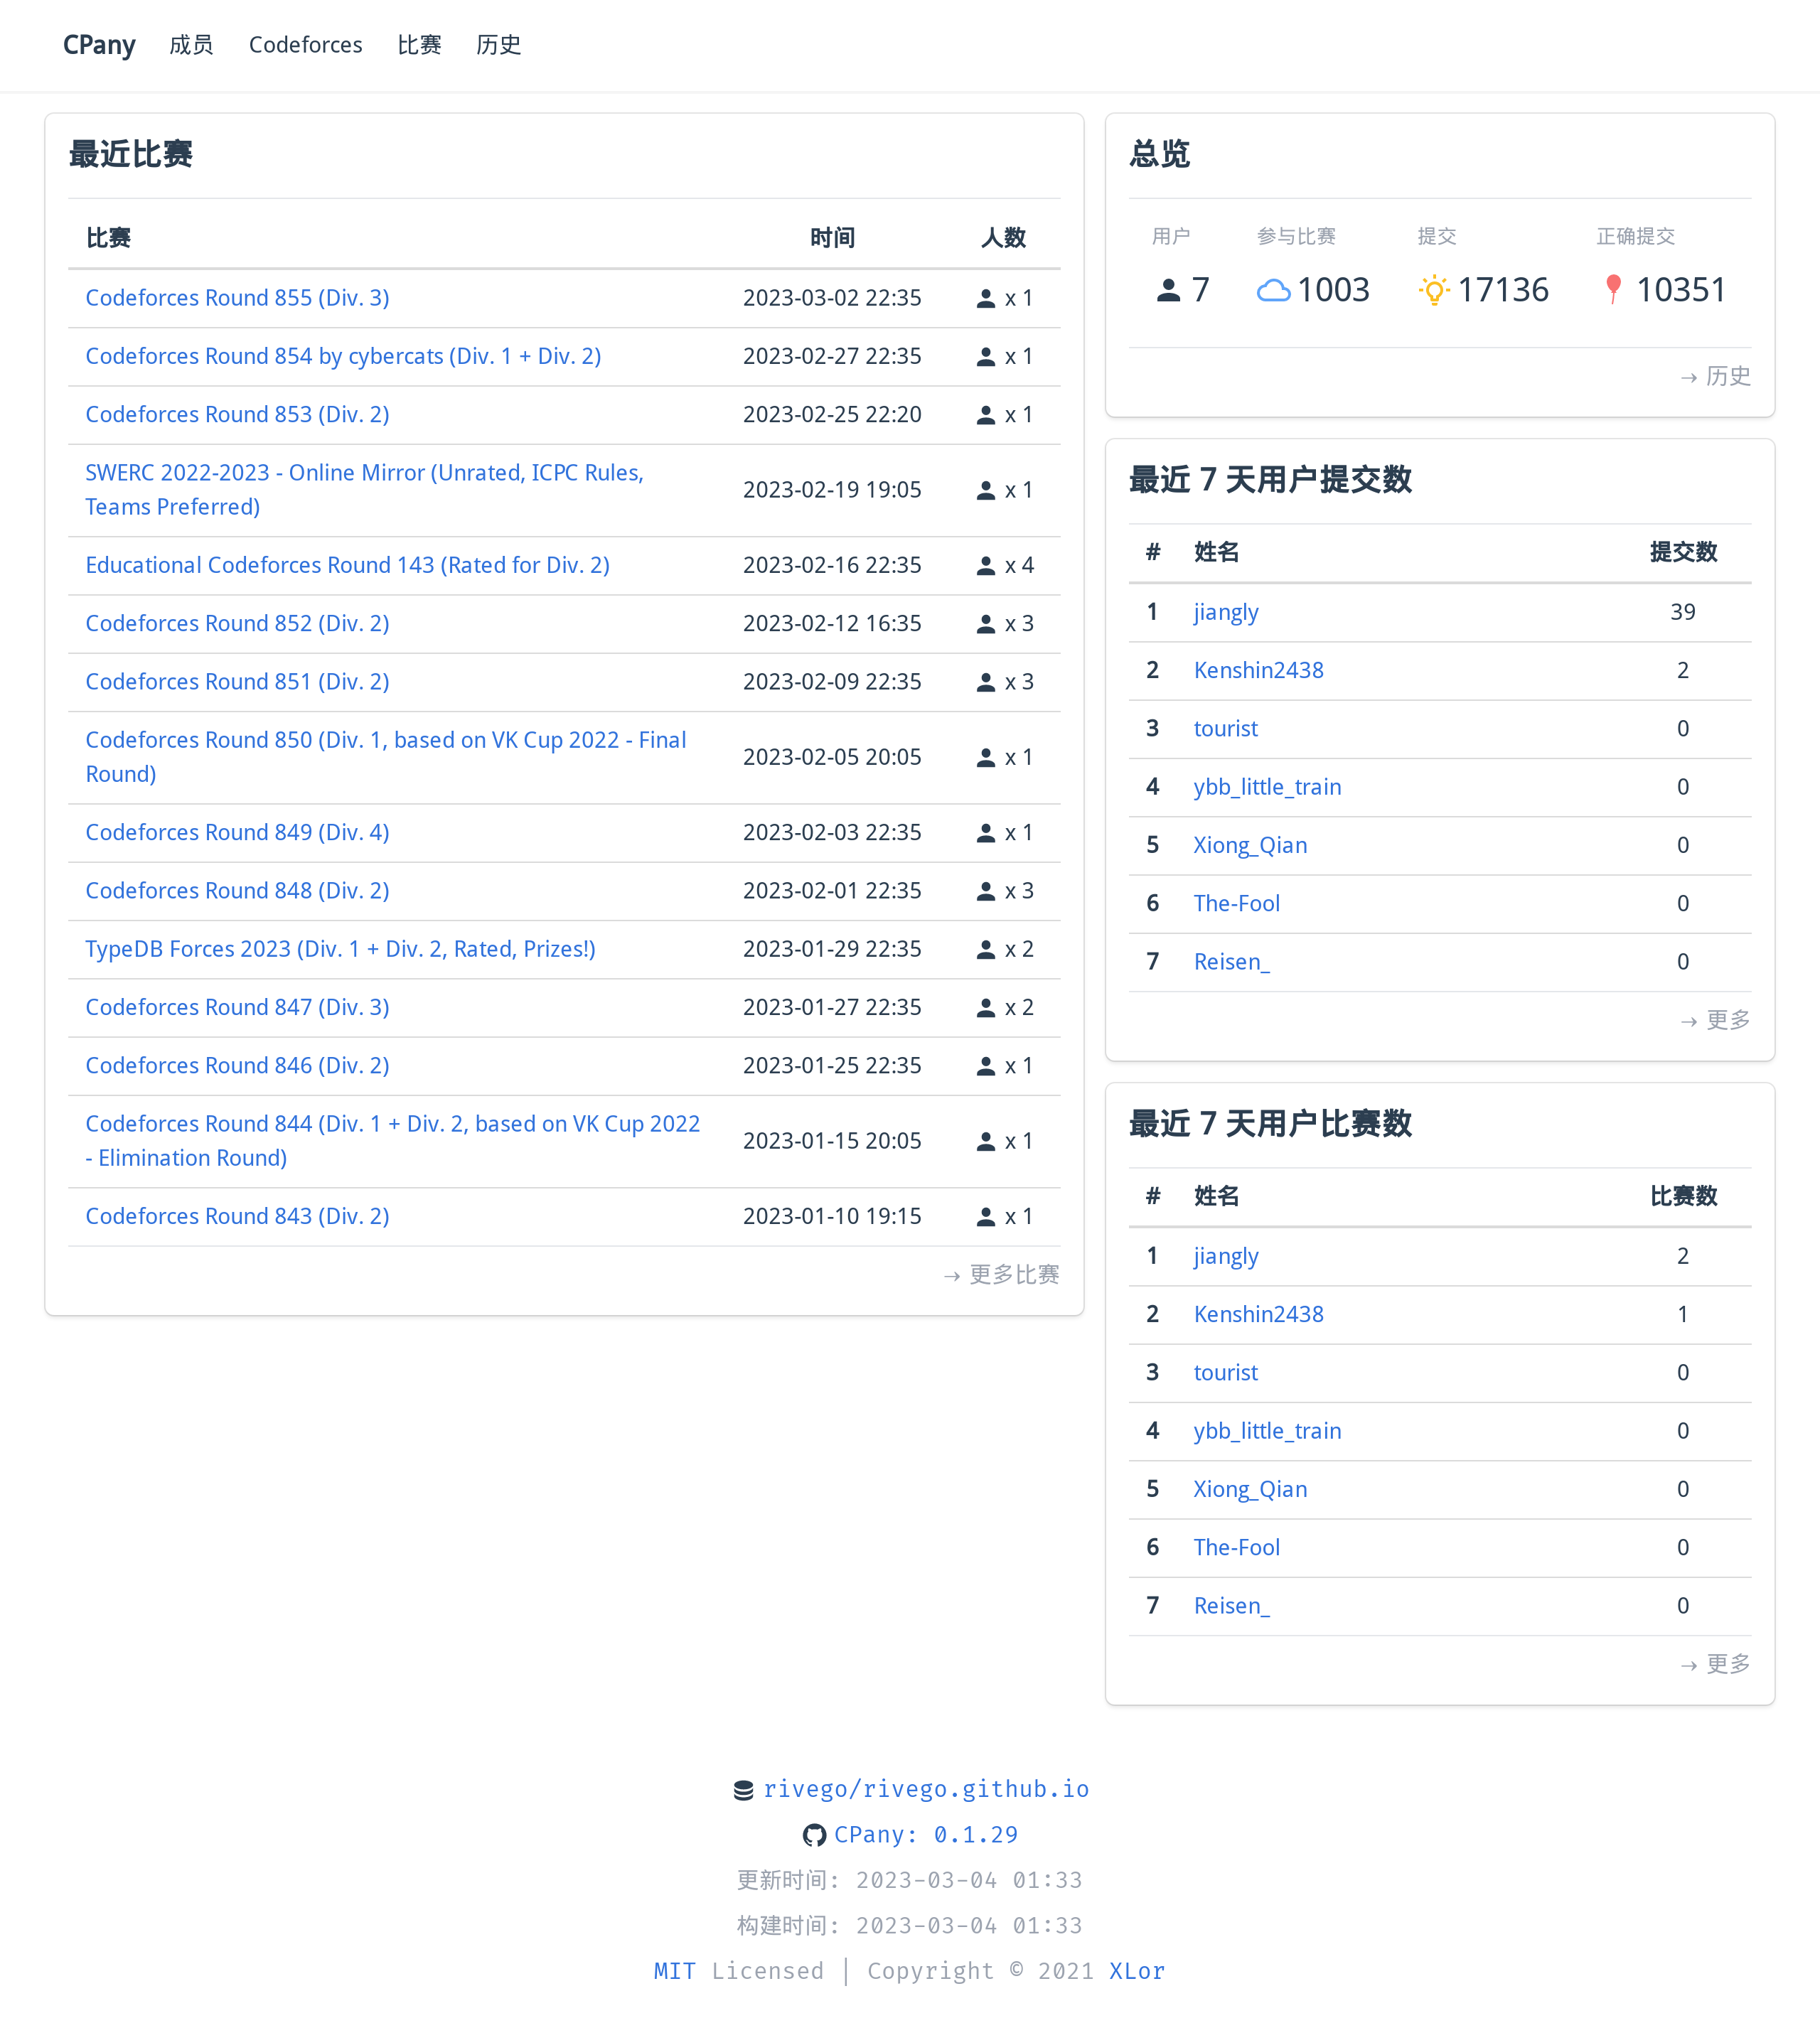 CPany 成员 Codeforces 比赛 历史
最近比赛
比赛 时间 人数
Codeforces Round 855 (Div. 3) 2023-03-02 22:35 x 1
Codeforces Round 854 by cybercats (Div. 1 + Div. 2) 2023-02-27 22:35 x 1
Codeforces Round 853 (Div. 2) 2023-02-25 22:20 x 1
SWERC 2022-2023 - Online Mirror (Unrated, ICPC Rules,
Teams Preferred) 2023-02-19 19:05 x 1
Educational Codeforces Round 143 (Rated for Div. 2) 2023-02-16 22:35 x 4
Codeforces Round 852 (Div. 2) 2023-02-12 16:35 x 3
Codeforces Round 851 (Div. 2) 2023-02-09 22:35 x 3
Codeforces Round 850 (Div. 1, based on VK Cup 2022 - Final
Round) 2023-02-05 20:05 x 1
Codeforces Round 849 (Div. 4) 2023-02-03 22:35 x 1
Codeforces Round 848 (Div. 2) 2023-02-01 22:35 x 3
TypeDB Forces 2023 (Div. 1 + Div. 2, Rated, Prizes!) 2023-01-29 22:35 x 2
Codeforces Round 847 (Div. 3) 2023-01-27 22:35 x 2
Codeforces Round 846 (Div. 2) 2023-01-25 22:35 x 1
Codeforces Round 844 (Div. 1 + Div. 2, based on VK Cup 2022
- Elimination Round) 2023-01-15 20:05 x 1
Codeforces Round 843 (Div. 2) 2023-01-10 19:15 x 1
→ 更多比赛
总览
用户 参与比赛 提交 正确提交
7 1003 17136 10351
→ 历史
最近 7 天用户提交数
# 姓名 提交数
1 jiangly 39
2 Kenshin2438 2
3 tourist 0
4 ybb_little_train 0
5 Xiong_Qian 0
6 The-Fool 0
7 Reisen_ 0
→ 更多
最近 7 天用户比赛数
# 姓名 比赛数
1 jiangly 2
2 Kenshin2438 1
3 tourist 0
4 ybb_little_train 0
5 Xiong_Qian 0
6 The-Fool 0
7 Reisen_ 0
→ 更多
rivego/rivego.github.io
CPany: 0.1.29
更新时间: 2023-03-04 01:33
构建时间: 2023-03-04 01:33
MIT Licensed | Copyright © 2021 XLor